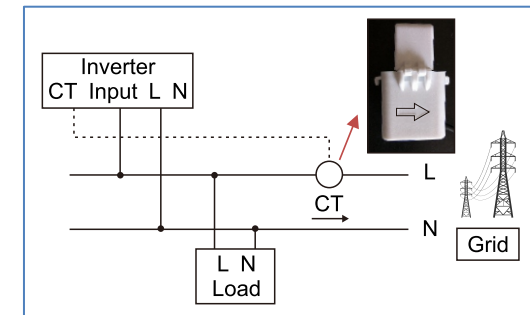 Inverter
CT Input L N
L
CT
N
Grid
L N
Load